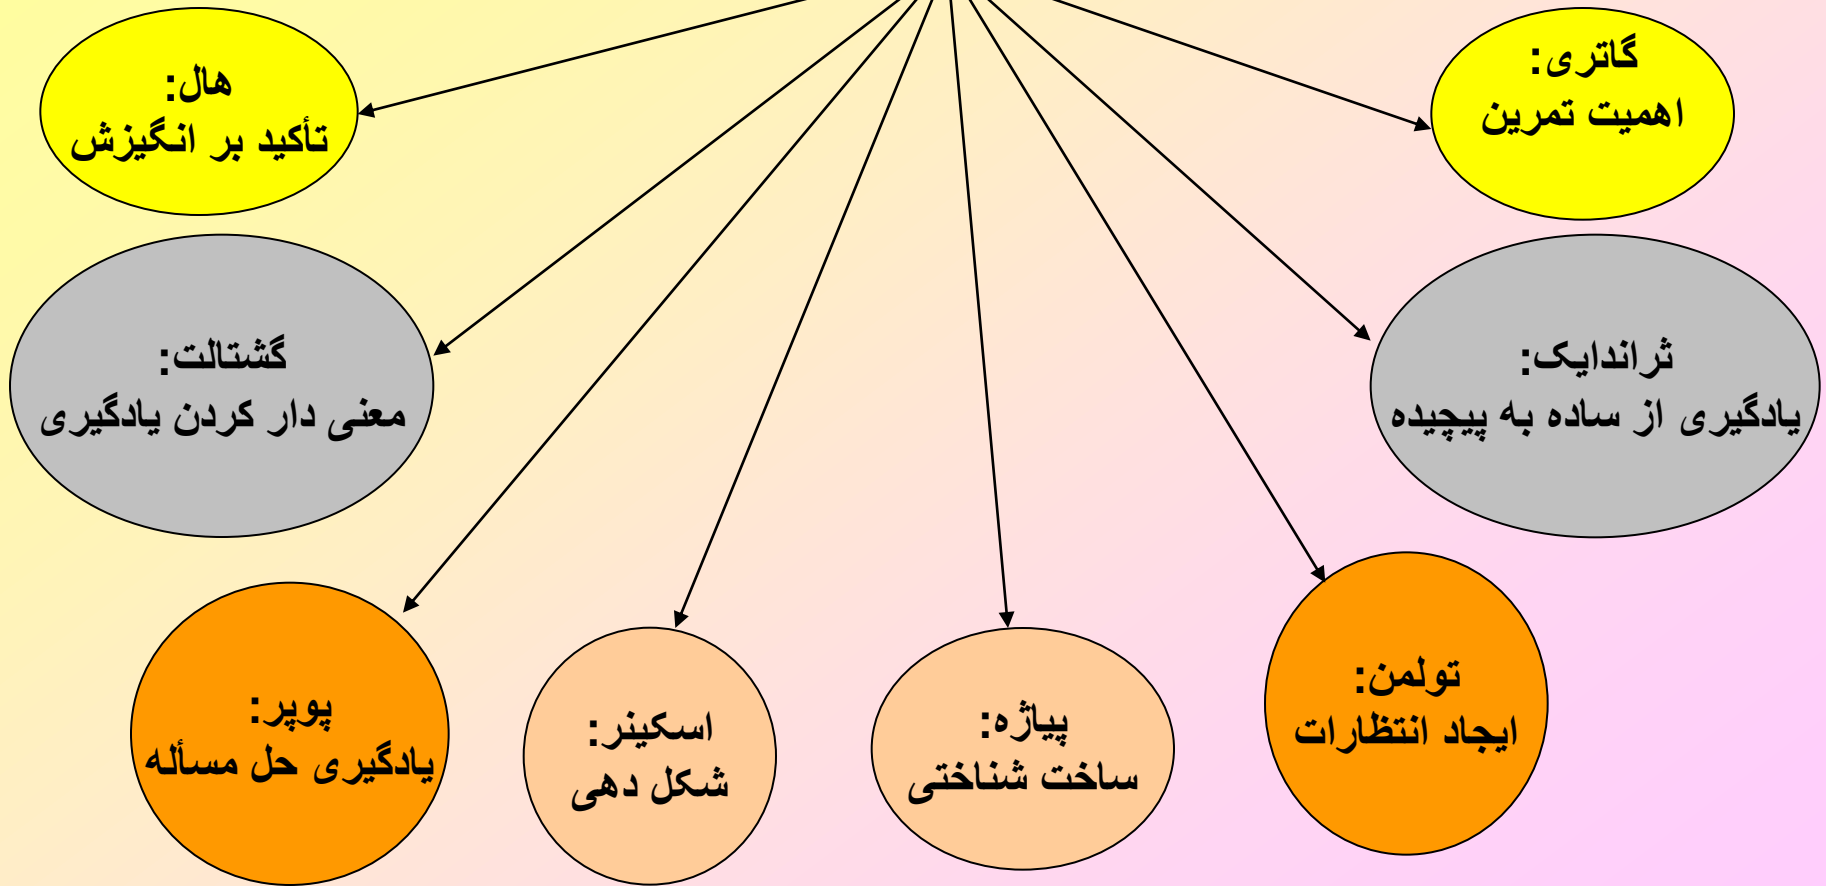 گاتری:
اهمیت تمرین
هال:
تأکید بر انگیزش
ثراندایک:
یادگیری از ساده به پیچیده
گشتالت:
معنی دار کردن یادگیری
تولمن:
ایجاد انتظارات
پیاژه:
ساخت شناختی
اسکینر:
شکل دهی
پوپر:
یادگیری حل مسأله